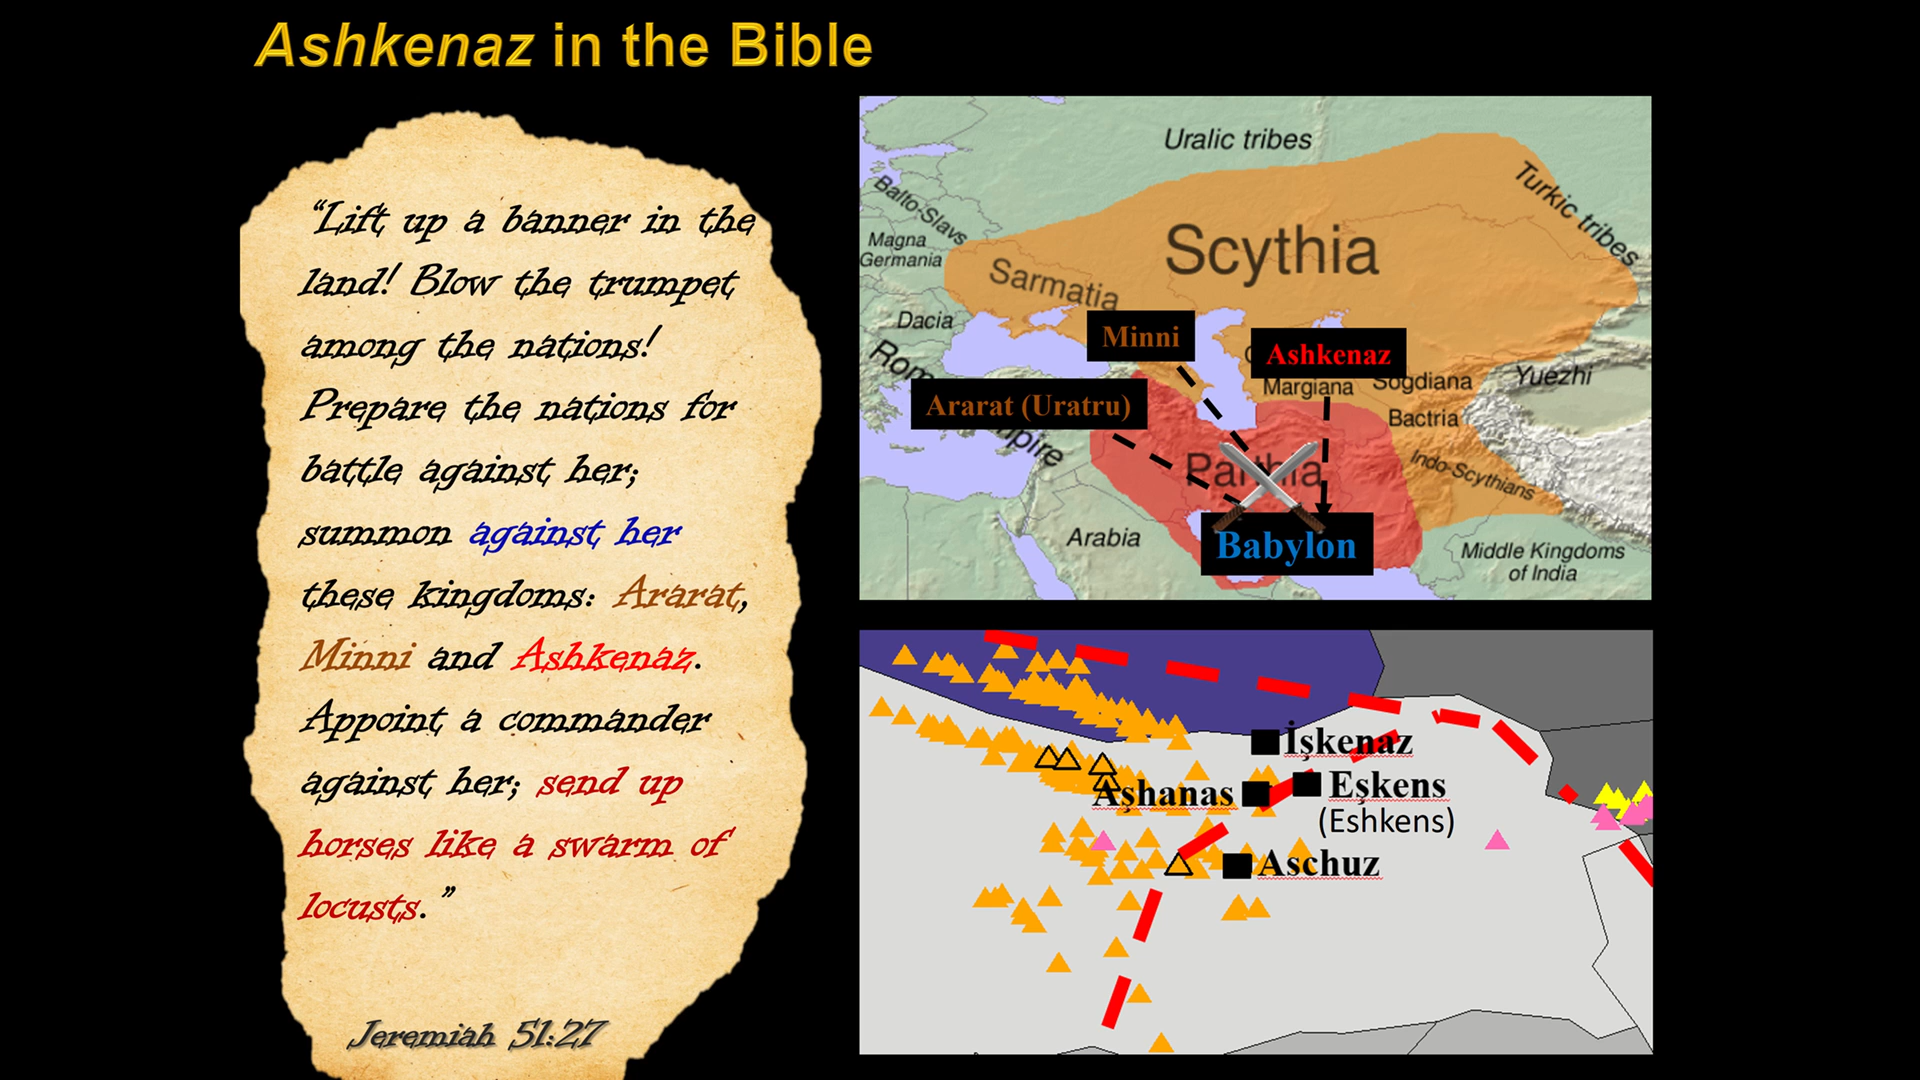 Ashkenaz in the Bible
“Lift up a banner in the
land! Blow the trumpet
among the nations!
Prepare the nations for
battle against her;
summon against her
these kingdoms: Ararat,
Minni and Ashkenaz.
Appoint a commander
against her; send up
horses like a swarm of
locusts.”
Jeremiah 51:27
Uralic tribes
Turkic tribes
Balto-Slavs
Magna
Germania
Scythia
Sarmatia
Dacia
Minni
Ashkenaz
Margiana
Sogdiana
Yuezhi
Ararat (Uratru)
Bactria
Parthia
Indo-Scythians
Arabia
Babylon
Middle Kingdoms
of India
İşkenaz
Eşkens
(Eshkens)
Aşhanas
Aschuz